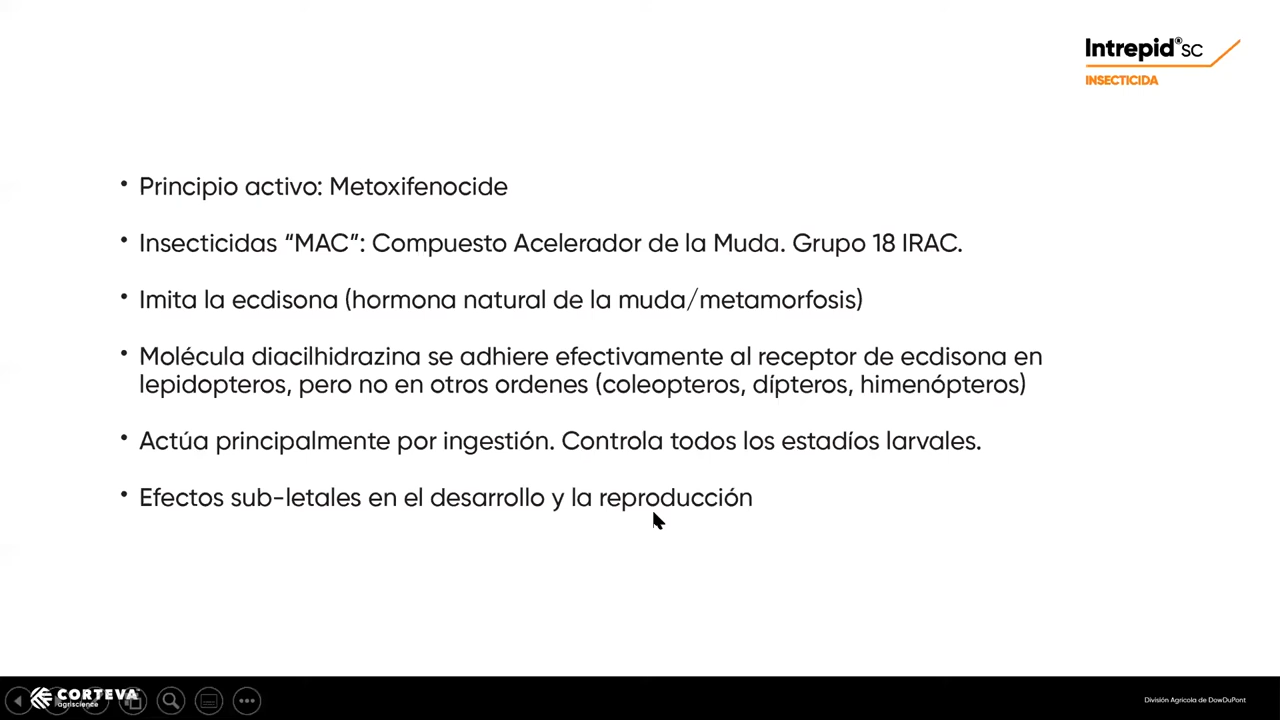 Intrepid® SC
INSECTICIDA
• Principio activo: Metoxifenocide
• Insecticidas “MAC”: Compuesto Acelerador de la Muda. Grupo 18 IRAC.
• Imita la ecdisona (hormona natural de la muda/metamorfosis)
• Molécula diacilhidrazina se adhiere efectivamente al receptor de ecdisona en
lepidopteros, pero no en otros ordenes (coleopteros, dípteros, himenópteros)
• Actúa principalmente por ingestión. Controla todos los estadíos larvales.
• Efectos sub-letales en el desarrollo y la reproducción
CORTEVA
agriscience
División Agrícola de DowDuPont